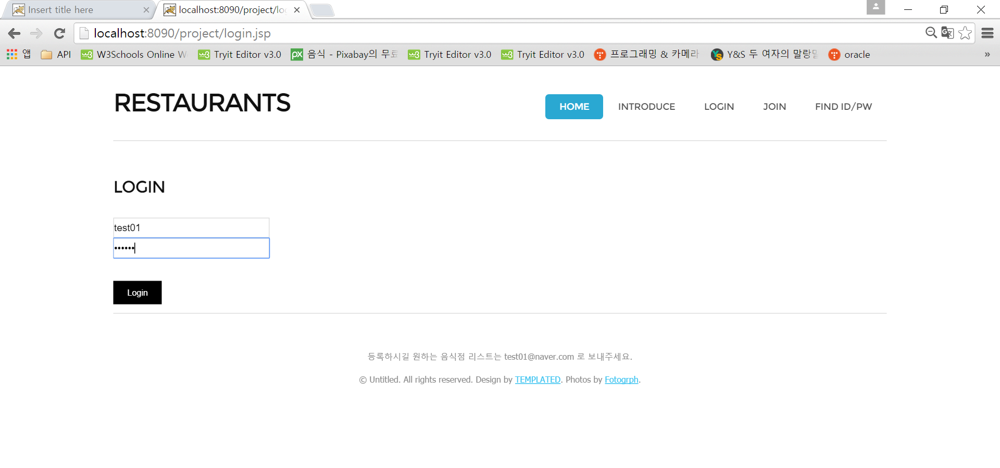 Insert title here
localhost:8090/project/lo
localhost:8090/project/login.jsp
앱 API W3Schools Online W Tryit Editor v3.0 음식 - Pixabay의 무료 Tryit Editor v3.0 Tryit Editor v3.0 프로그래밍 & 카메라 Y&S 두 여자의 말랑말 oracle »
RESTAURANTS
HOME INTRODUCE LOGIN JOIN FIND ID/PW
LOGIN
test01
••••••
Login
등록하시길 원하는 음식점 리스트는 test01@naver.com 로 보내주세요.
© Untitled. All rights reserved. Design by TEMPLATED. Photos by Fotogrph.